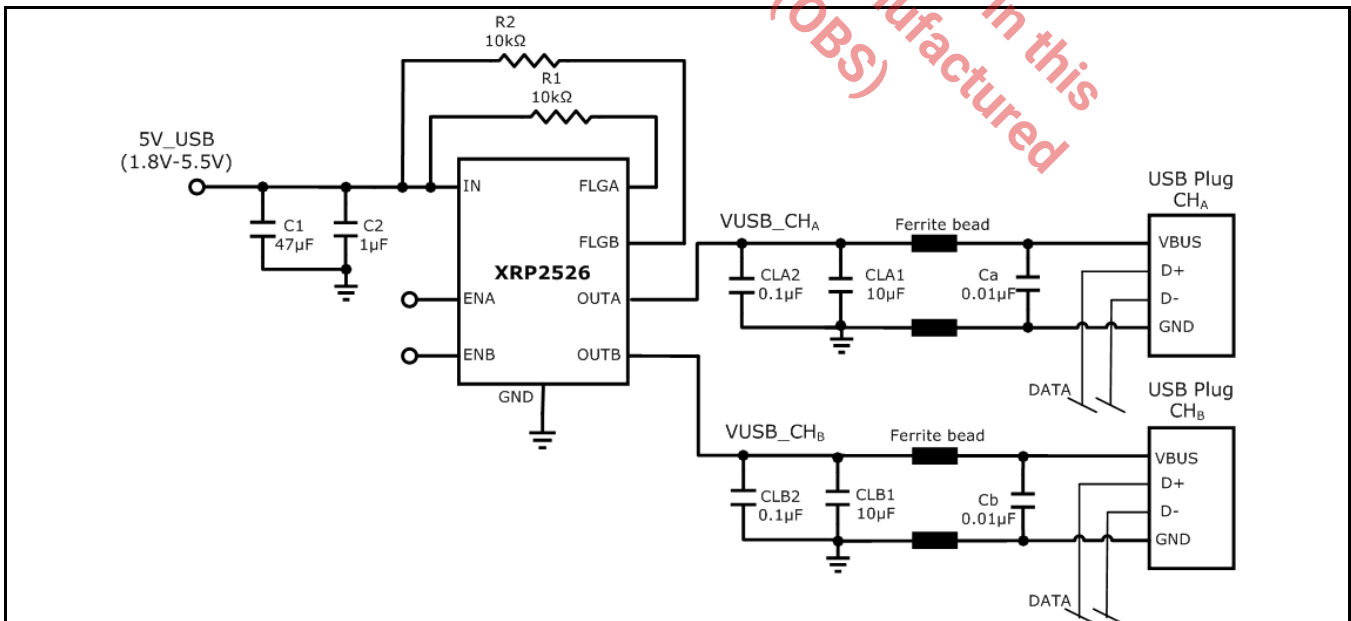 in this
nufactured
(OBS)
R2
10kΩ
R1
10kΩ
5V_USB
(1.8V-5.5V)
C1
47µF
C2
1µF
IN
FLGA
FLGB
XRP2526
ENA
OUTA
ENB
OUTB
GND
VUSB_CHA
Ferrite bead
CLA2
0.1µF
CLA1
10µF
Ca
0.01µF
USB Plug
CHA
VBUS
D+
D-
GND
DATA
VUSB_CHB
Ferrite bead
CLB2
0.1µF
CLB1
10µF
Cb
0.01µF
USB Plug
CHB
VBUS
D+
D-
GND
DATA